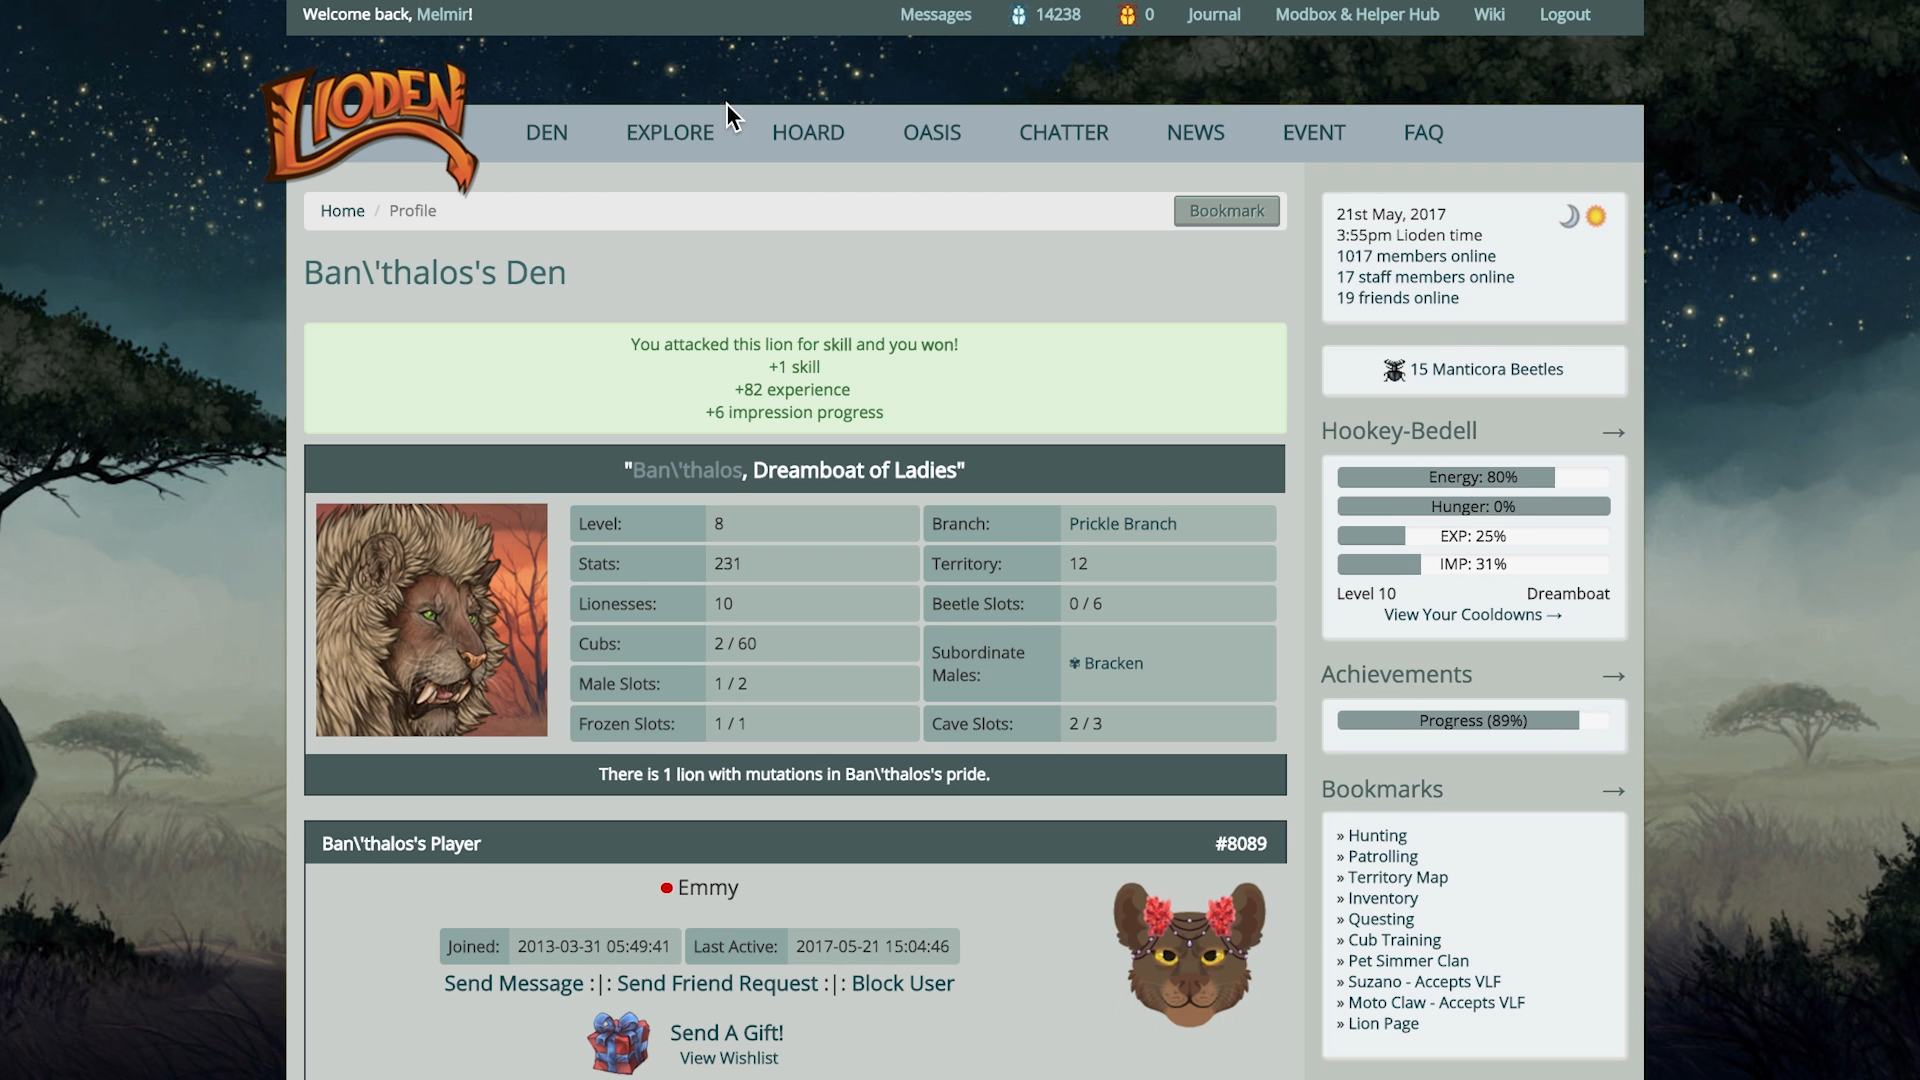 Welcome back, Melmir!
Messages 14238 0 Journal Modbox & Helper Hub Wiki Logout
LIODEN
DEN EXPLORE HOARD OASIS CHATTER NEWS EVENT FAQ
Home / Profile
Bookmark
Ban\'thalos's Den
You attacked this lion for skill and you won!
+1 skill
+82 experience
+6 impression progress
"Ban\'thalos, Dreamboat of Ladies"
Level: 8
Stats: 231
Lionesses: 10
Cubs: 2 / 60
Male Slots: 1 / 2
Frozen Slots: 1 / 1
Branch: Prickle Branch
Territory: 12
Beetle Slots: 0 / 6
Subordinate Males: Bracken
Cave Slots: 2 / 3
There is 1 lion with mutations in Ban\'thalos's pride.
Ban\'thalos's Player #8089
Emmy
Joined: 2013-03-31 05:49:41 Last Active: 2017-05-21 15:04:46
Send Message :|: Send Friend Request :|: Block User
Send A Gift!
View Wishlist
21st May, 2017
3:55pm Lioden time
1017 members online
17 staff members online
19 friends online
15 Manticora Beetles
Hookey-Bedell →
Energy: 80%
Hunger: 0%
EXP: 25%
IMP: 31%
Level 10 Dreamboat
View Your Cooldowns →
Achievements →
Progress (89%)
Bookmarks →
» Hunting
» Patrolling
» Territory Map
» Inventory
» Questing
» Cub Training
» Pet Simmer Clan
» Suzano - Accepts VLF
» Moto Claw - Accepts VLF
» Lion Page